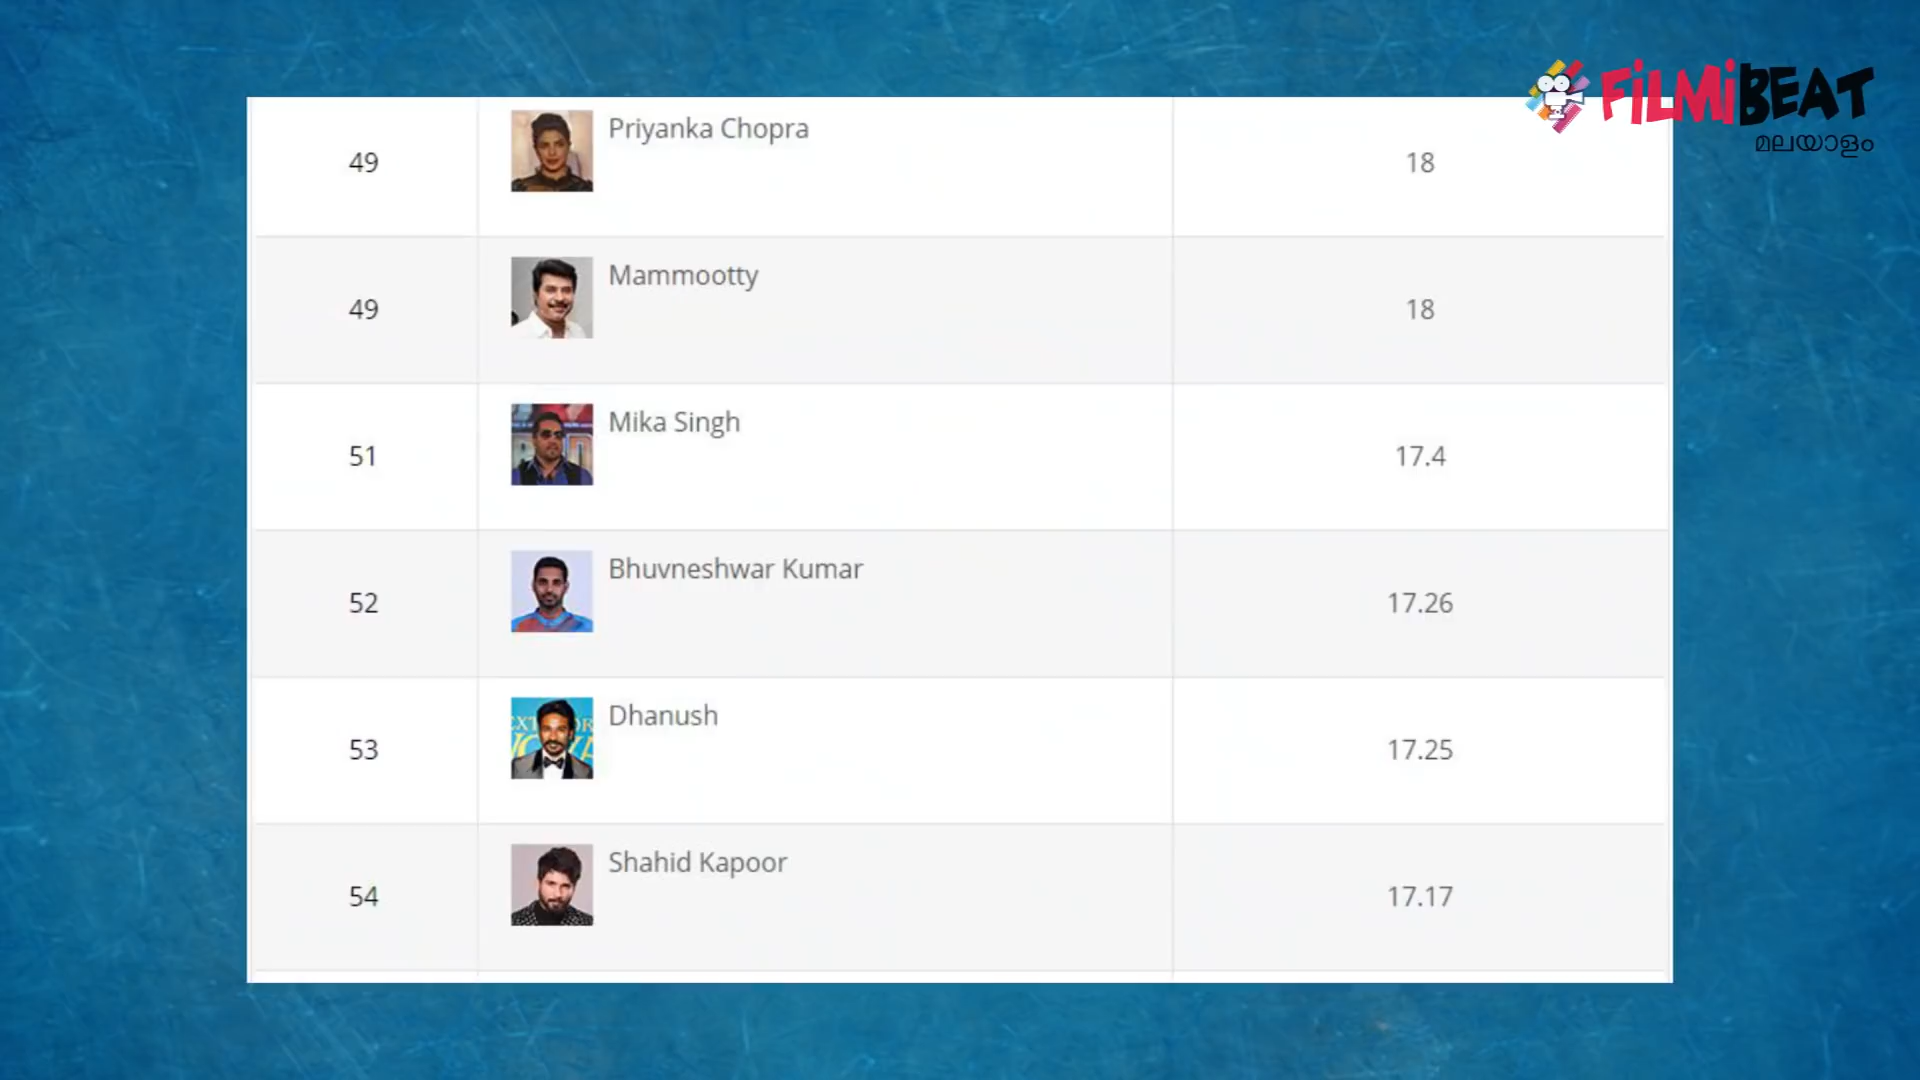 FiLMiBEAT
മലയാളം
49 Priyanka Chopra 18
49 Mammootty 18
51 Mika Singh 17.4
52 Bhuvneshwar Kumar 17.26
53 Dhanush 17.25
54 Shahid Kapoor 17.17